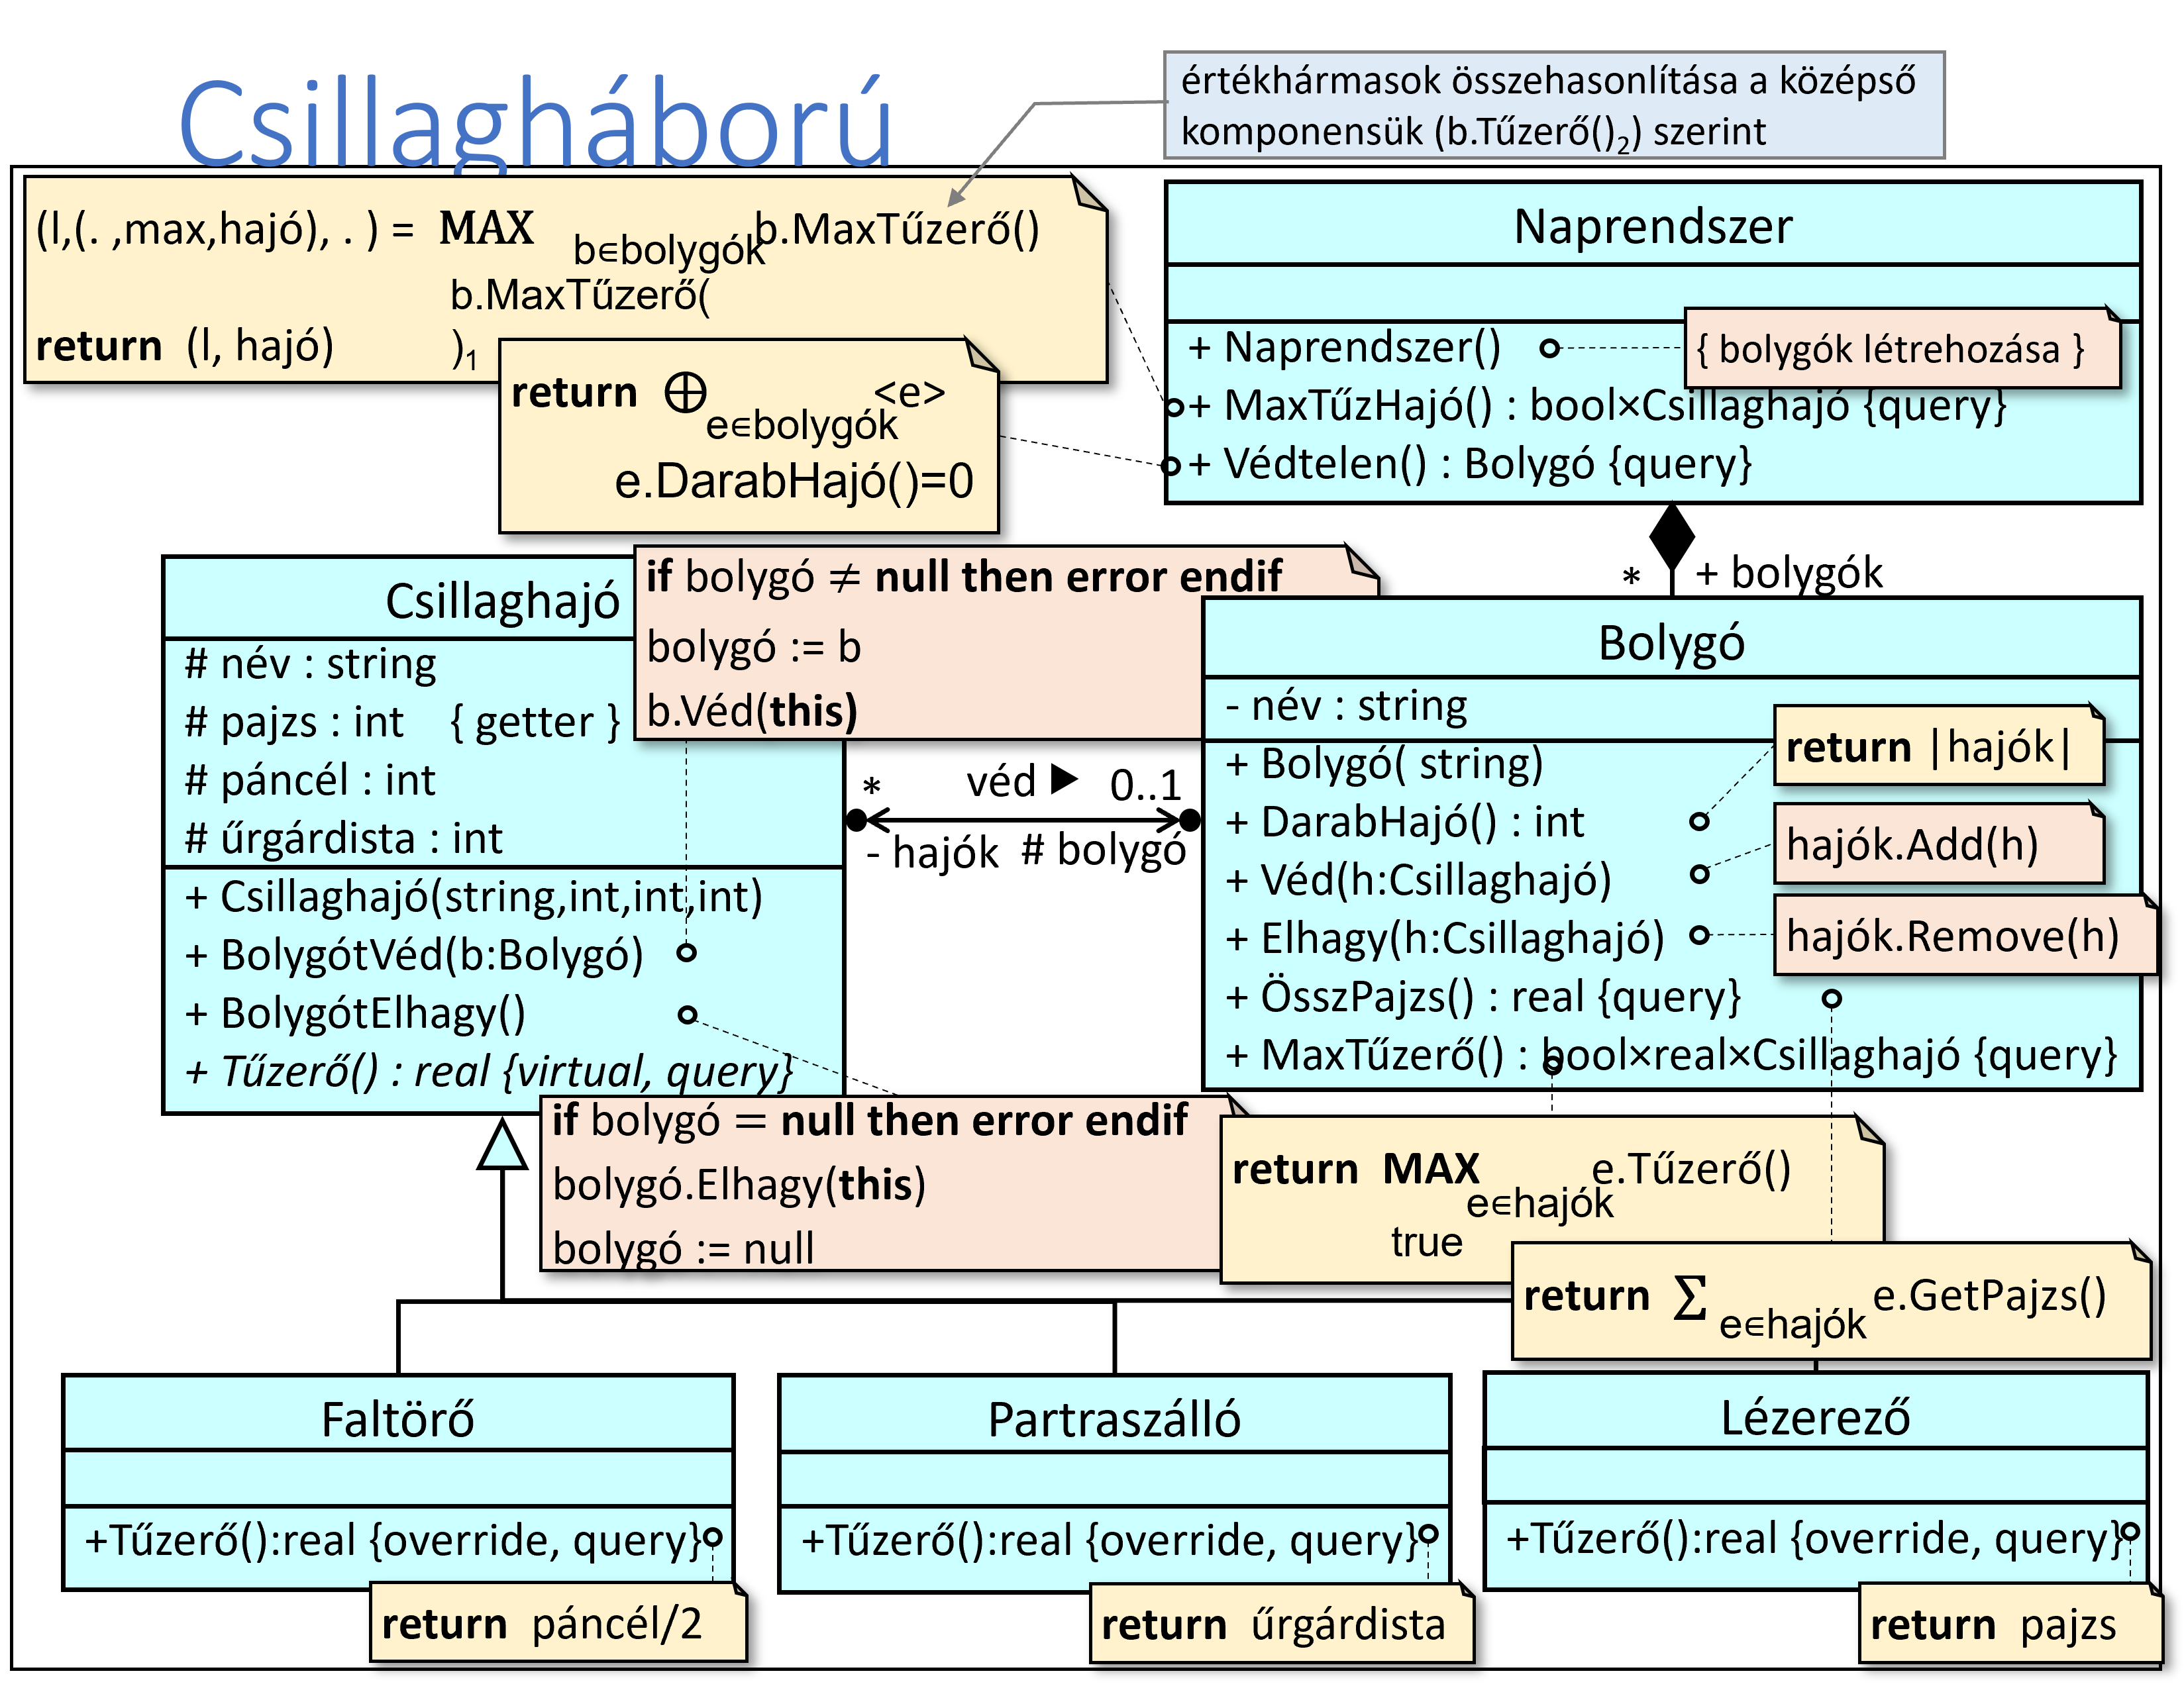 Csillagháború
értékhármasok összehasonlítása a középső
komponensük (b.Tűzerő()₂) szerint
(l,(. ,max,hajó), . ) = MAX b∈bolygók b.MaxTűzerő()
b.MaxTűzerő(
)₁
return (l, hajó)
return ⊕ e∈bolygók <e>
e.DarabHajó()=0
Naprendszer
+ Naprendszer()
{ bolygók létrehozása }
+ MaxTűzHajó() : bool×Csillaghajó {query}
+ Védtelen() : Bolygó {query}
* + bolygók
Csillaghajó
# név : string
# pajzs : int { getter }
# páncél : int
# űrgárdista : int
+ Csillaghajó(string,int,int,int)
+ BolygótVéd(b:Bolygó)
+ BolygótElhagy()
+ Tűzerő() : real {virtual, query}
if bolygó ≠ null then error endif
bolygó := b
b.Véd(this)
* véd ▶ 0..1
- hajók # bolygó
Bolygó
- név : string
+ Bolygó( string)
+ DarabHajó() : int
+ Véd(h:Csillaghajó)
+ Elhagy(h:Csillaghajó)
+ ÖsszPajzs() : real {query}
+ MaxTűzerő() : bool×real×Csillaghajó {query}
return |hajók|
hajók.Add(h)
hajók.Remove(h)
if bolygó = null then error endif
bolygó.Elhagy(this)
bolygó := null
return MAX e∈hajók e.Tűzerő()
true
return ∑ e∈hajók e.GetPajzs()
Faltörő
+Tűzerő():real {override, query}
return páncél/2
Partraszálló
+Tűzerő():real {override, query}
return űrgárdista
Lézerező
+Tűzerő():real {override, query}
return pajzs